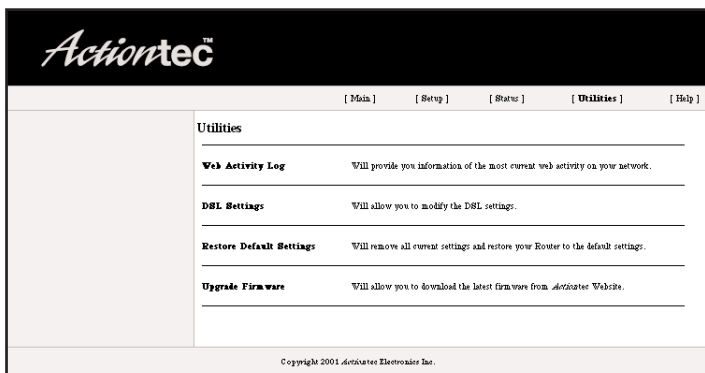 Actiontec™
[ Main ] [ Setup ] [ Status ] [ Utilities ] [ Help ]
Utilities
Web Activity Log Will provide you information of the most current web activity on your network.
DSL Settings Will allow you to modify the DSL settings.
Restore Default Settings Will remove all current settings and restore your Router to the default settings.
Upgrade Firmware Will allow you to download the latest firmware from Actiontec Website.
Copyright 2001 Actiontec Electronics Inc.